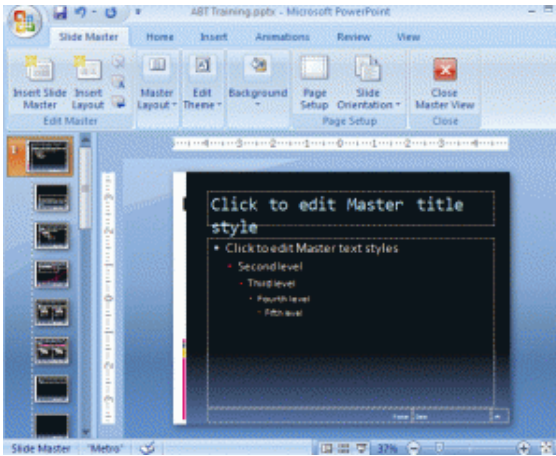 ABT Training.pptx - Microsoft PowerPoint
Slide Master Home Insert Animations Review View
Insert Slide Master
Insert Layout
Master Layout
Edit Theme
Background
Page Setup
Slide Orientation
Close Master View
Edit Master
Page Setup
Close
1
Click to edit Master title
style
• Click to edit Master text styles
• Second level
• Third level
• Fourth level
• Fifth level
Footer Date
Slide Master "Metro" 37%